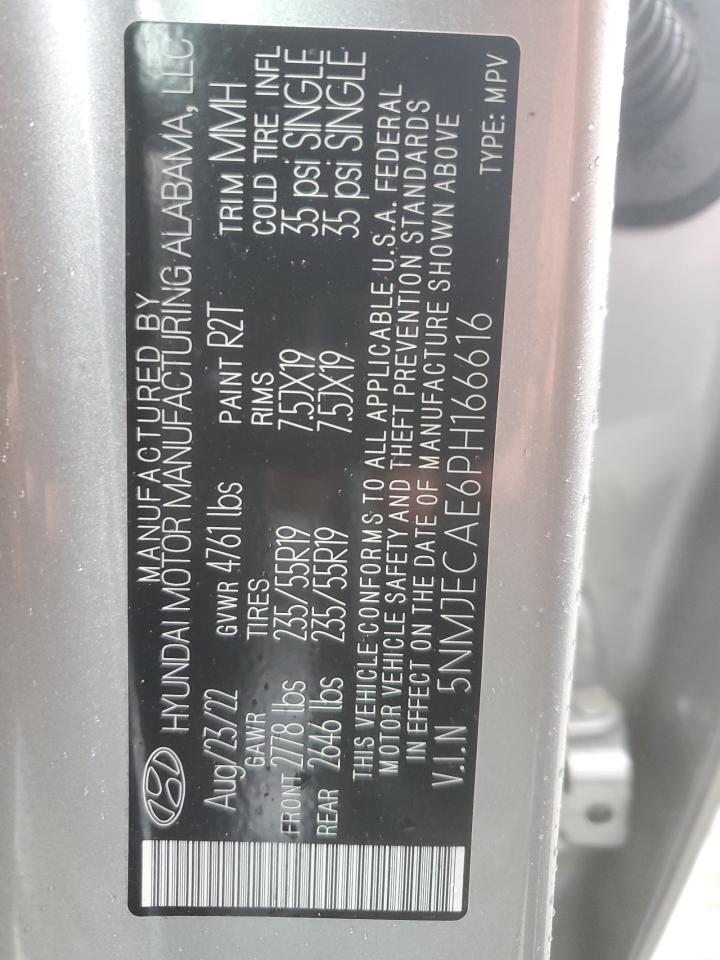 MANUFACTURED BY
HYUNDAI MOTOR MANUFACTURING ALABAMA, LLC
Aug/23/22 GVWR 4761 lbs PAINT R2T TRIM MMH
GAWR TIRES RIMS COLD TIRE INFL
FRONT 2778 lbs 235/55R19 7.5JX19 35 psi SINGLE
REAR 2646 lbs 235/55R19 7.5JX19 35 psi SINGLE
THIS VEHICLE CONFORMS TO ALL APPLICABLE U.S.A. FEDERAL
MOTOR VEHICLE SAFETY AND THEFT PREVENTION STANDARDS
IN EFFECT ON THE DATE OF MANUFACTURE SHOWN ABOVE
V.I.N 5NMJECAE6PH166616 TYPE: MPV